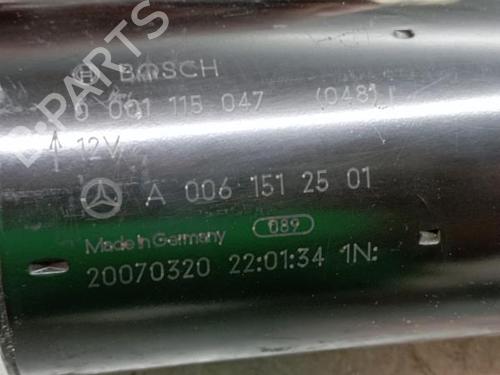 BOSCH
0 001 115 047 (048)
12V
A 006 151 25 01
Made in Germany 089
20070320 22:01:34 1N:
B-PARTS